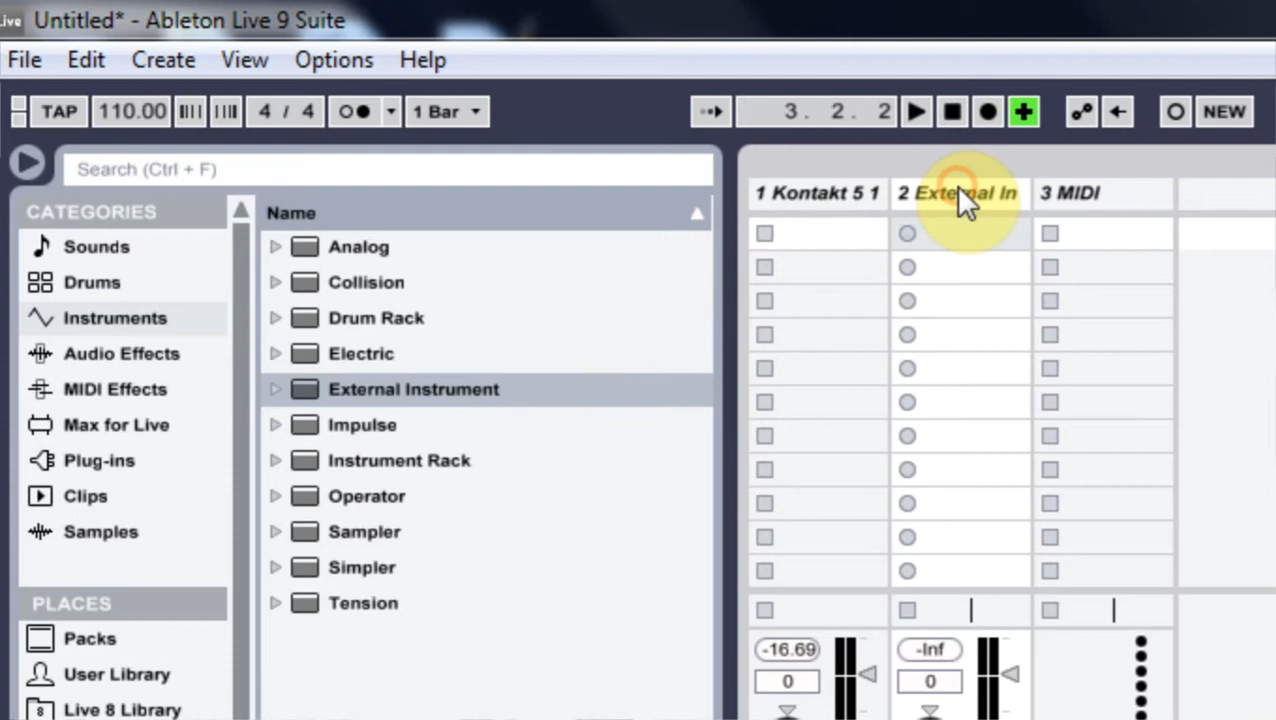 Live Untitled* - Ableton Live 9 Suite
File Edit Create View Options Help
TAP 110.00 4 / 4 1 Bar 3. 2. 2 NEW
Search (Ctrl + F)
CATEGORIES
Sounds
Drums
Instruments
Audio Effects
MIDI Effects
Max for Live
Plug-ins
Clips
Samples
PLACES
Packs
User Library
Live 8 Library
Name
Analog
Collision
Drum Rack
Electric
External Instrument
Impulse
Instrument Rack
Operator
Sampler
Simpler
Tension
1 Kontakt 5 1 2 External In 3 MIDI
-16.69 -Inf
0 0